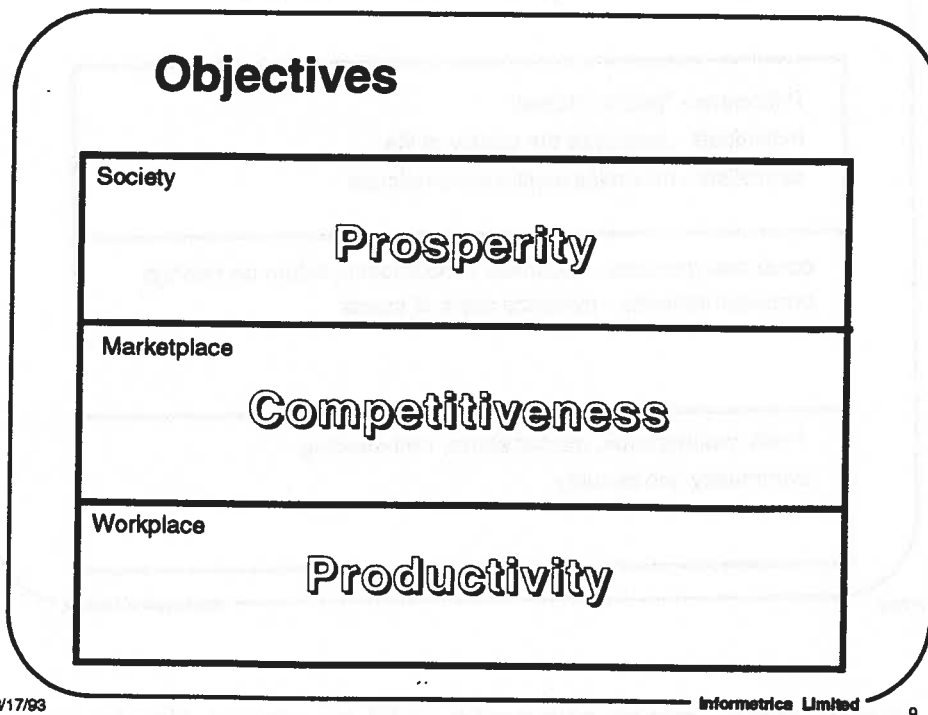 Objectives
Society
Prosperity
Marketplace
Competitiveness
Workplace
Productivity
/17/93
Informetrica Limited
9